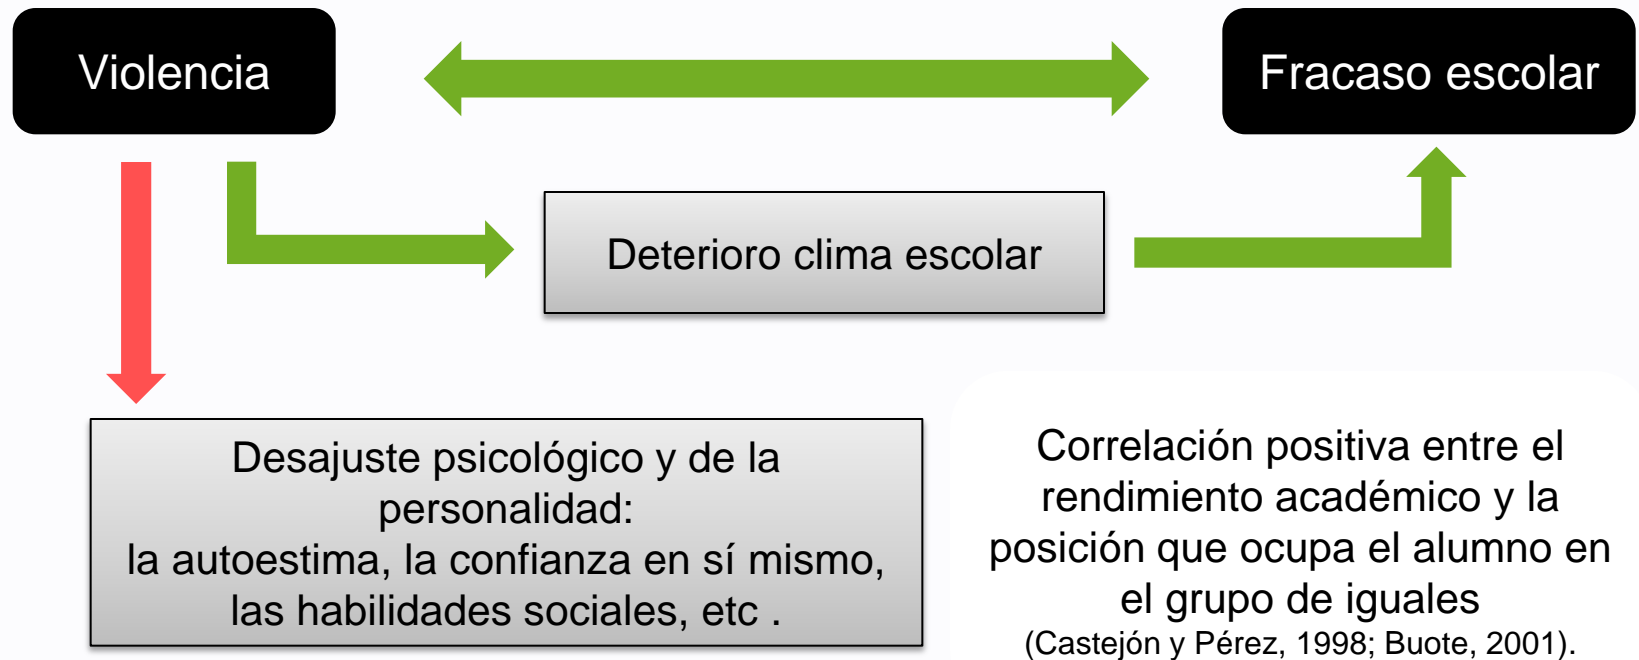 Violencia
Fracaso escolar
Deterioro clima escolar
Desajuste psicológico y de la
personalidad:
la autoestima, la confianza en sí mismo,
las habilidades sociales, etc .
Correlación positiva entre el
rendimiento académico y la
posición que ocupa el alumno en
el grupo de iguales
(Castejón y Pérez, 1998; Buote, 2001).